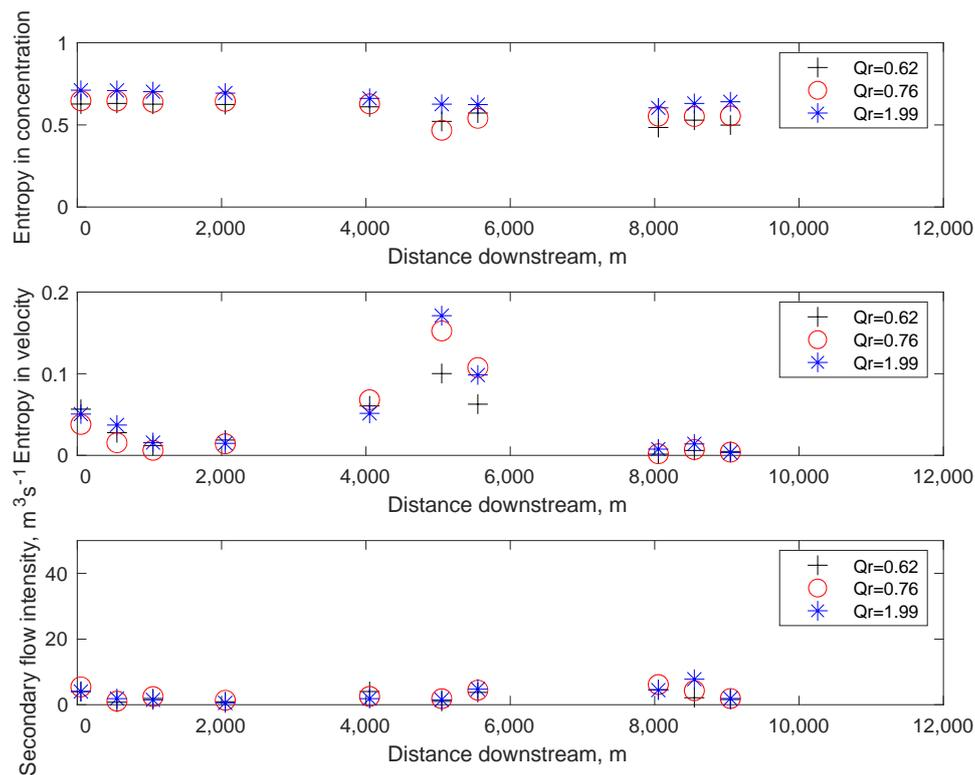 Entropy in concentration
1
0.5
0
0 2,000 4,000 6,000 8,000 10,000 12,000
Distance downstream, m
Qr=0.62
Qr=0.76
Qr=1.99
Entropy in velocity
0.2
0.1
0
0 2,000 4,000 6,000 8,000 10,000 12,000
Distance downstream, m
Qr=0.62
Qr=0.76
Qr=1.99
Secondary flow intensity, m³s⁻¹
40
20
0
0 2,000 4,000 6,000 8,000 10,000 12,000
Distance downstream, m
Qr=0.62
Qr=0.76
Qr=1.99